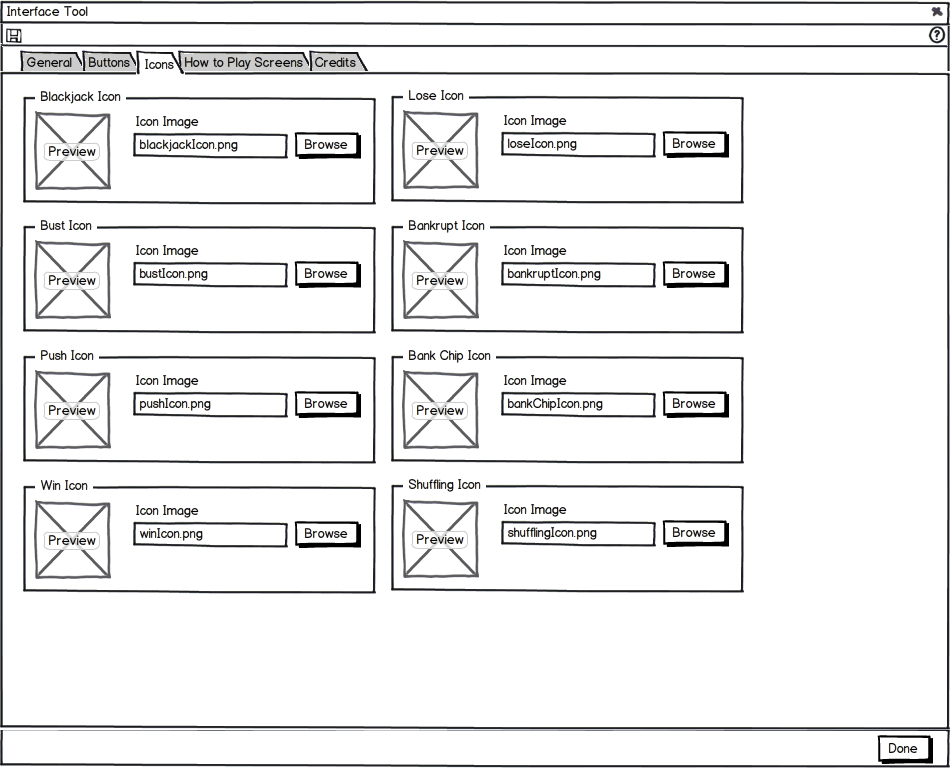 Interface Tool
General Buttons Icons How to Play Screens Credits
Blackjack Icon
Icon Image
blackjackIcon.png Browse
Preview
Lose Icon
Icon Image
loseIcon.png Browse
Preview
Bust Icon
Icon Image
bustIcon.png Browse
Preview
Bankrupt Icon
Icon Image
bankruptIcon.png Browse
Preview
Push Icon
Icon Image
pushIcon.png Browse
Preview
Bank Chip Icon
Icon Image
bankChipIcon.png Browse
Preview
Win Icon
Icon Image
winIcon.png Browse
Preview
Shuffling Icon
Icon Image
shufflingIcon.png Browse
Preview
Done